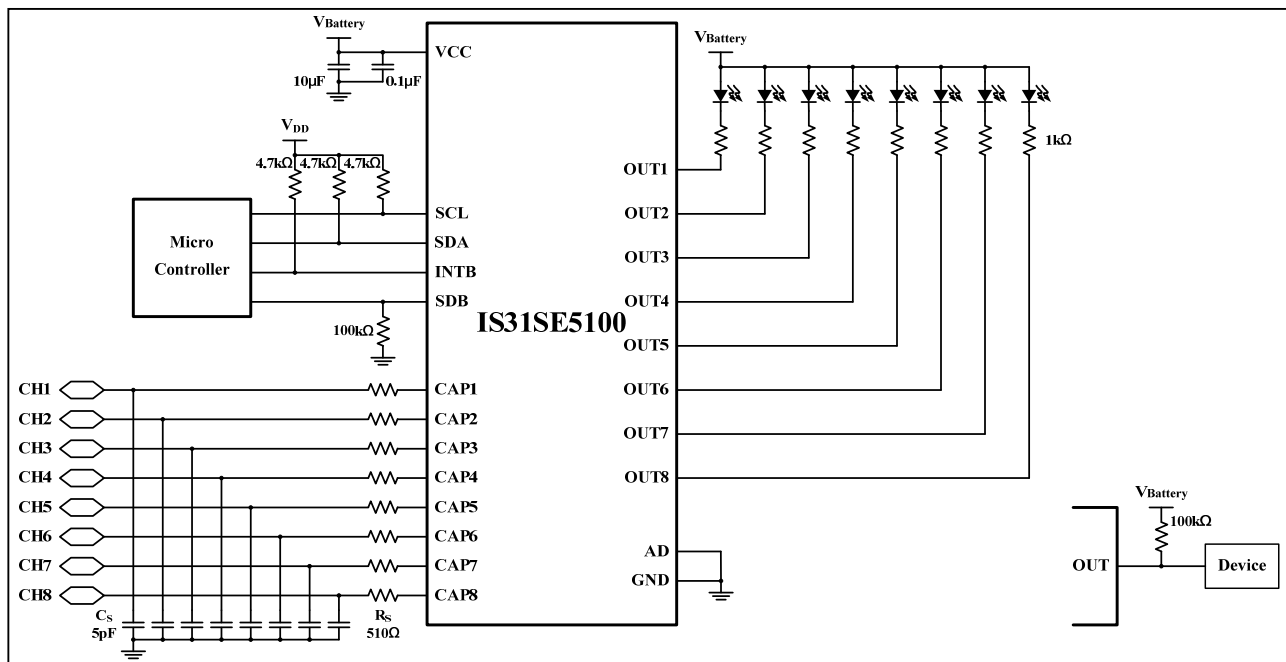 VBattery
VCC
10μF
0.1μF
VDD
4.7kΩ 4.7kΩ 4.7kΩ
Micro
Controller
SCL
SDA
INTB
SDB
100kΩ
IS31SE5100
CH1
CH2
CH3
CH4
CH5
CH6
CH7
CH8
CAP1
CAP2
CAP3
CAP4
CAP5
CAP6
CAP7
CAP8
CS
5pF
RS
510Ω
VBattery
1kΩ
OUT1
OUT2
OUT3
OUT4
OUT5
OUT6
OUT7
OUT8
AD
GND
VBattery
100kΩ
OUT
Device